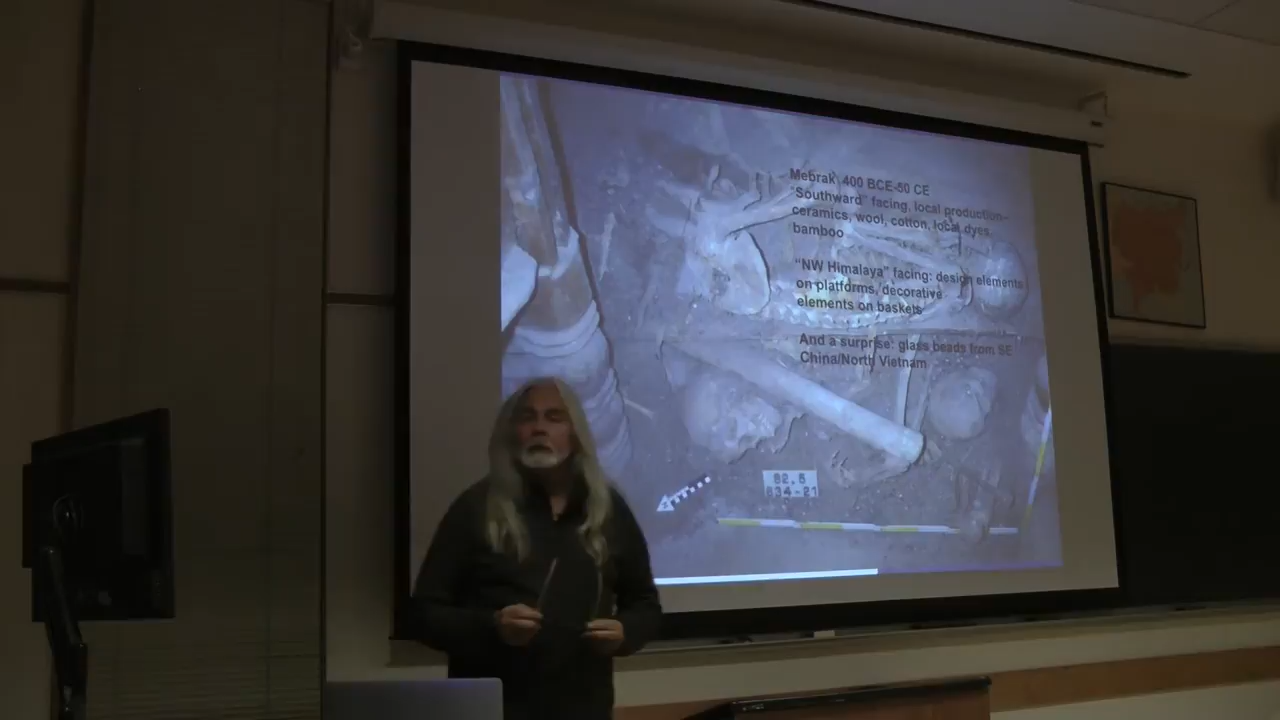 Mebrak 400 BCE-50 CE
"Southward" facing, local production-
ceramics, wool, cotton, local dyes,
bamboo
"NW Himalaya" facing: design elements
on platforms, decorative
elements on baskets
And a surprise: glass beads from SE
China/North Vietnam
82.5
634-21